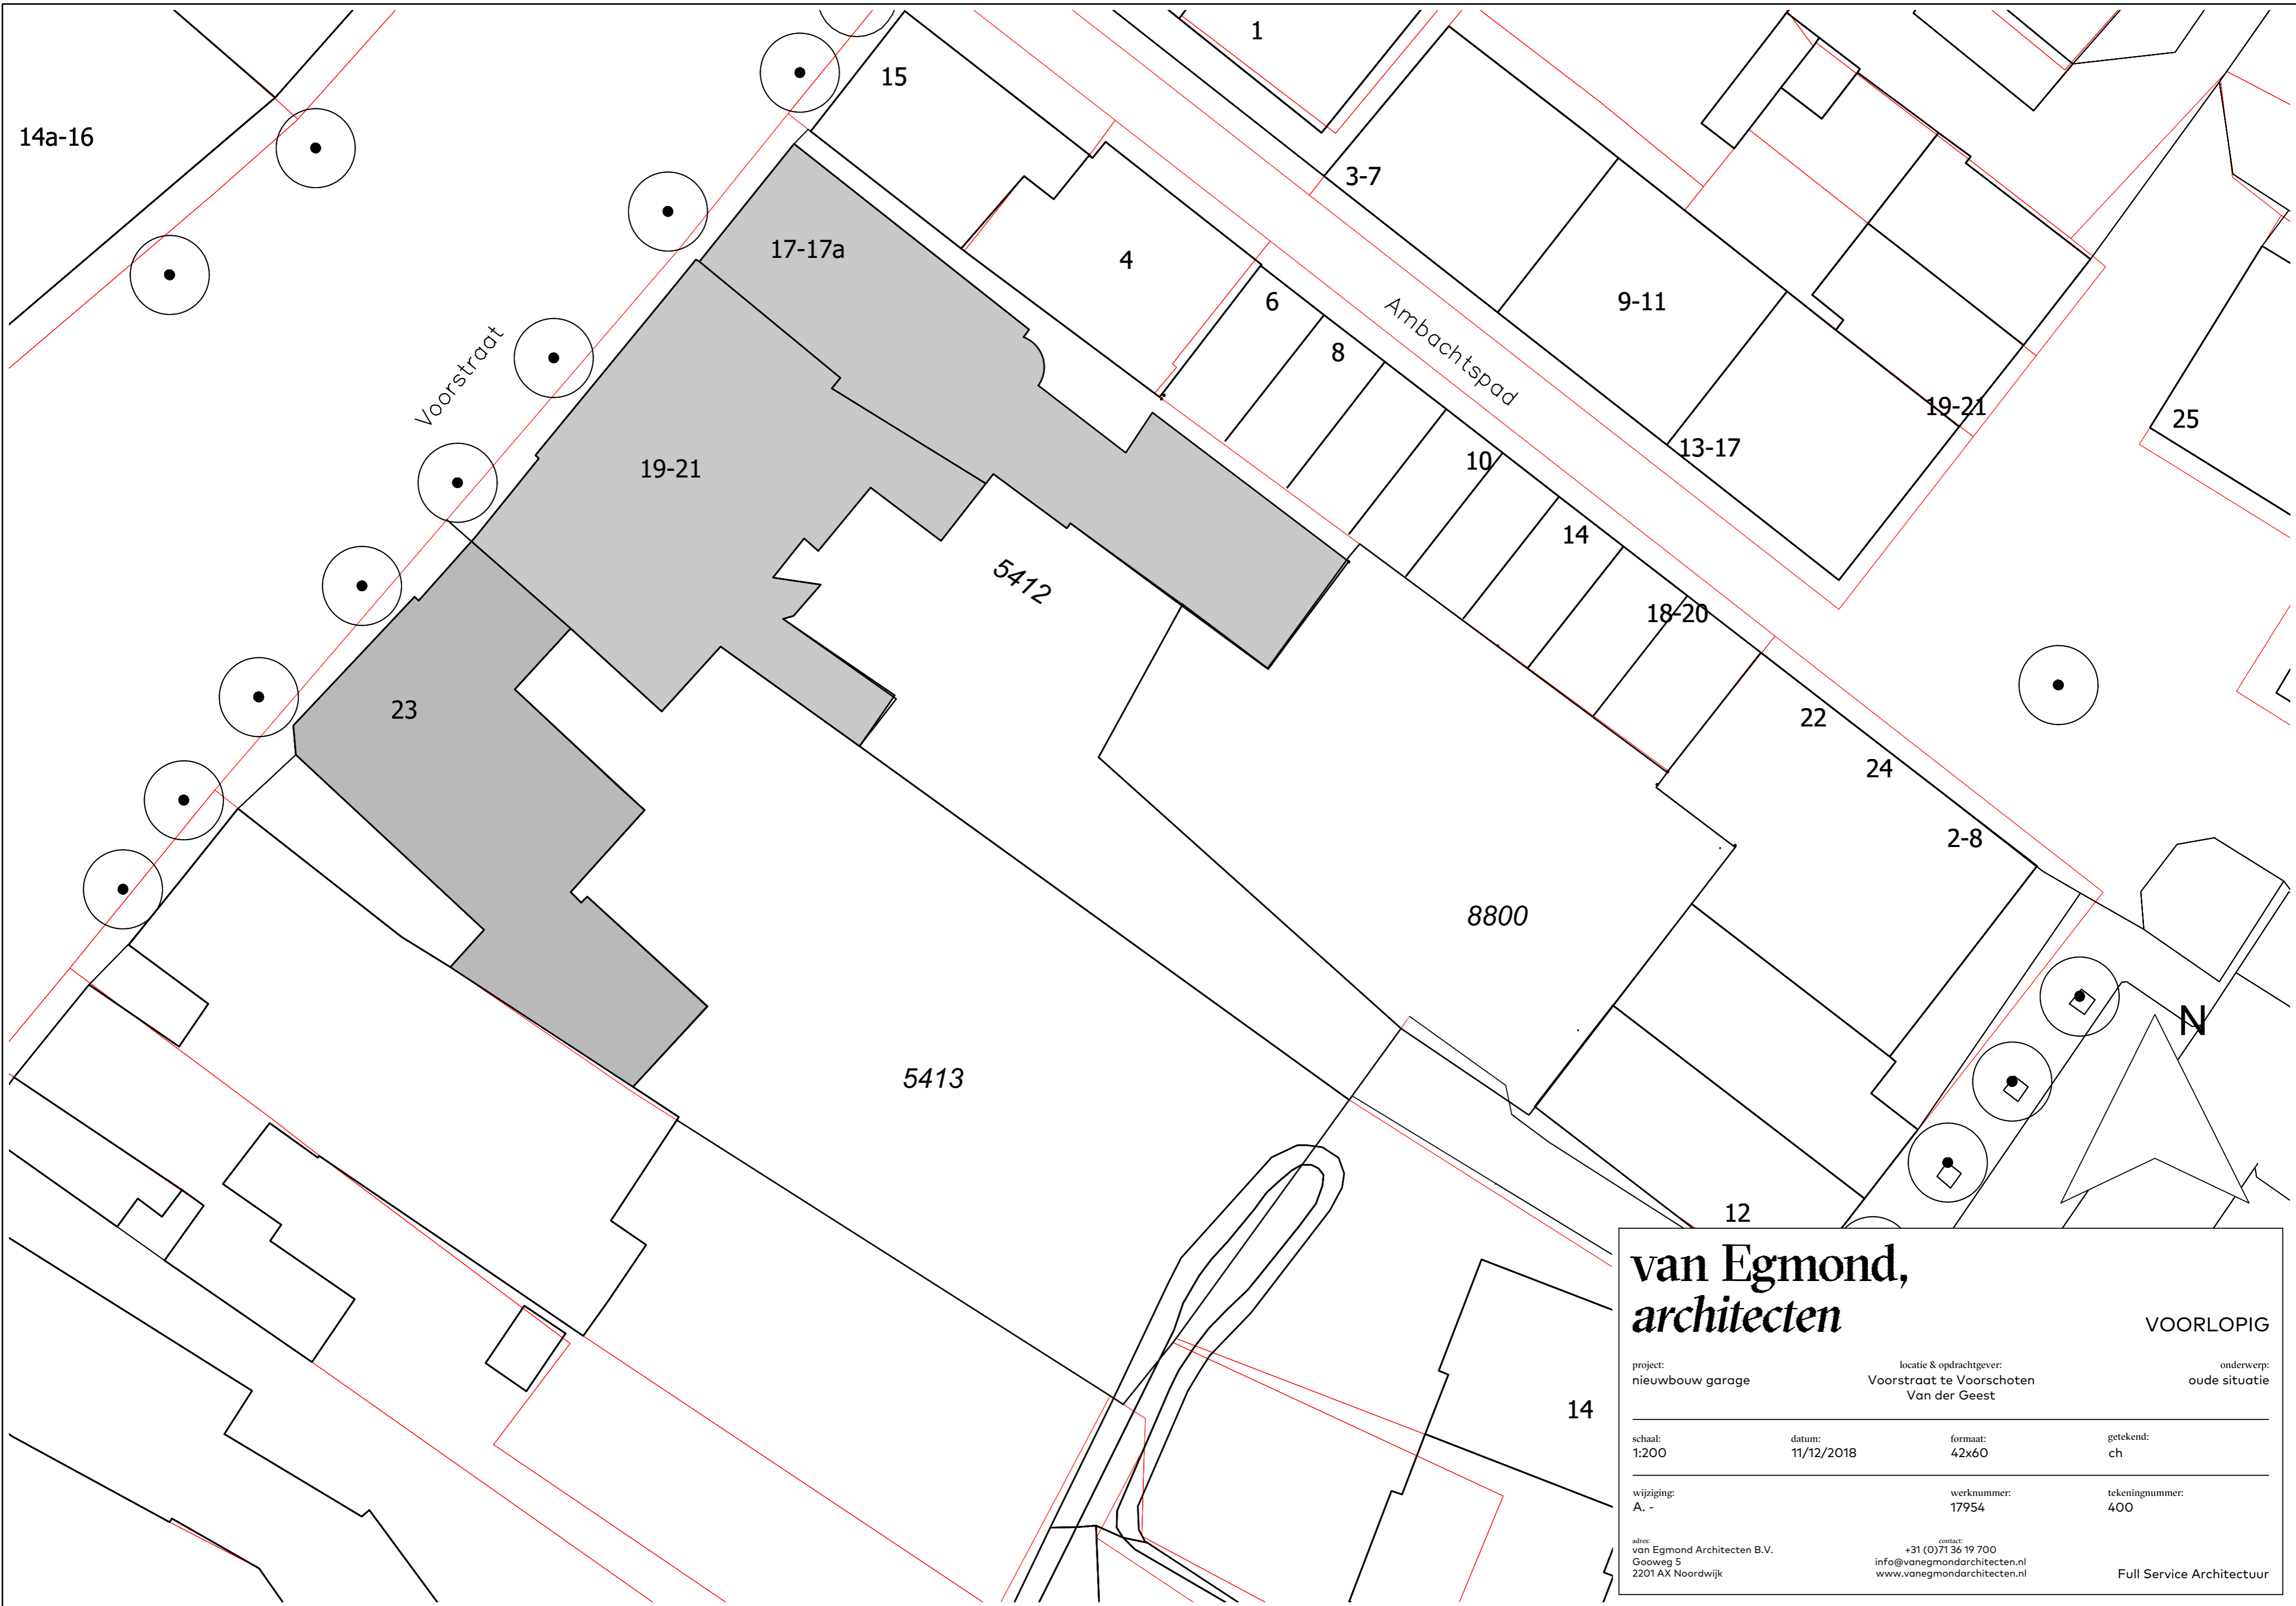 1
15
14a-16
3-7
17-17a
4
6
9-11
Ambachtspad
8
Voorstraat
19-21
25
13-17
10
19-21
14
5412
18-20
23
22
24
2-8
8800
N
5413
12
14
van Egmond,
architecten
VOORLOPIG
project:
nieuwbouw garage
locatie & opdrachtgever:
Voorstraat te Voorschoten
Van der Geest
onderwerp:
oude situatie
schaal:
1:200
datum:
11/12/2018
formaat:
42x60
getekend:
ch
wijziging:
A. -
werknummer:
17954
tekeningnummer:
400
adres:
van Egmond Architecten B.V.
Gooweg 5
2201 AX Noordwijk
contact:
+31 (0)71 36 19 700
info@vanegmondarchitecten.nl
www.vanegmondarchitecten.nl
Full Service Architectuur